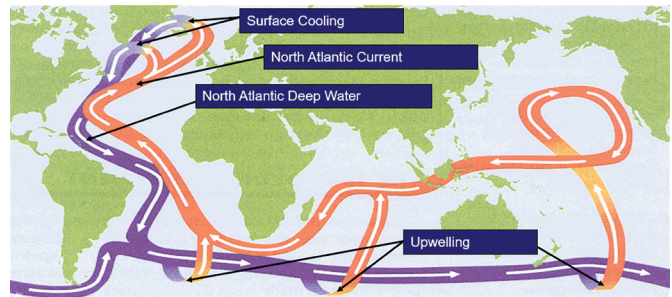 Surface Cooling
North Atlantic Current
North Atlantic Deep Water
Upwelling